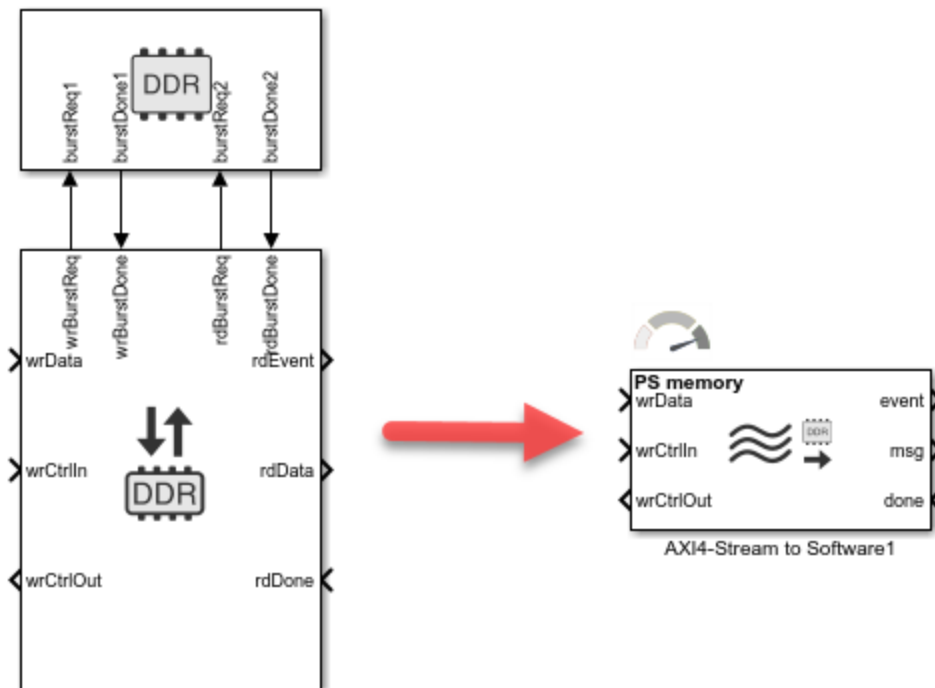 DDR
burstReq1
burstDone1
burstReq2
burstDone2
wrBurstReq
wrBurstDone
rdBurstReq
rdBurstDone
wrData
rdEvent
wrCtrlIn
rdData
DDR
wrCtrlOut
rdDone
PS memory
wrData
event
DDR
wrCtrlIn
msg
wrCtrlOut
done
AXI4-Stream to Software1